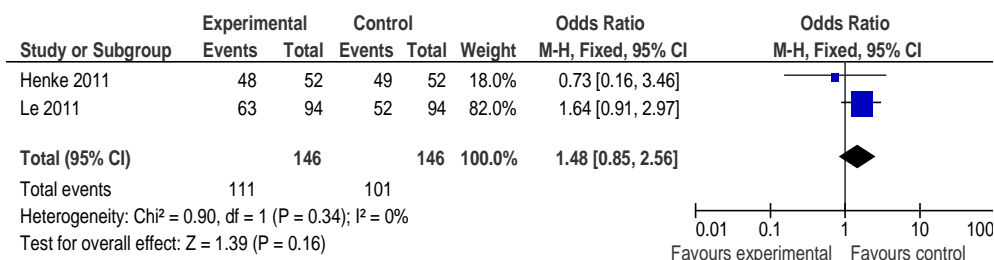 Experimental Control Odds Ratio Odds Ratio
Study or Subgroup Events Total Events Total Weight M-H, Fixed, 95% CI M-H, Fixed, 95% CI
Henke 2011 48 52 49 52 18.0% 0.73 [0.16, 3.46]
Le 2011 63 94 52 94 82.0% 1.64 [0.91, 2.97]
Total (95% CI) 146 146 100.0% 1.48 [0.85, 2.56]
Total events 111 101
Heterogeneity: Chi² = 0.90, df = 1 (P = 0.34); I² = 0%
Test for overall effect: Z = 1.39 (P = 0.16)
0.01 0.1 1 10 100
Favours experimental Favours control